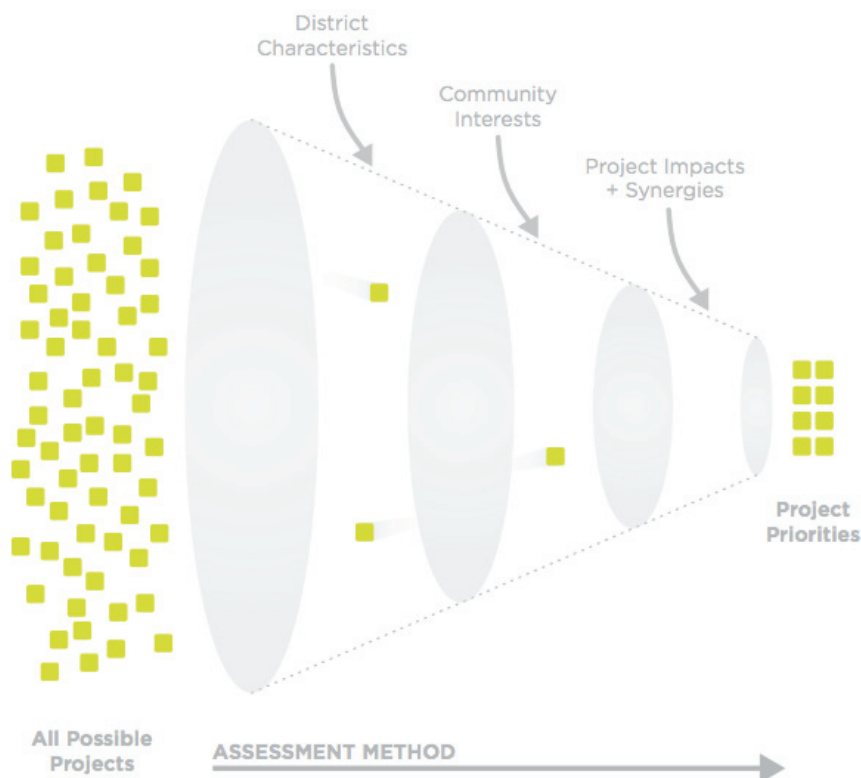 District
Characteristics
Community
Interests
Project Impacts
+ Synergies
Project
Priorities
All Possible
Projects
ASSESSMENT METHOD